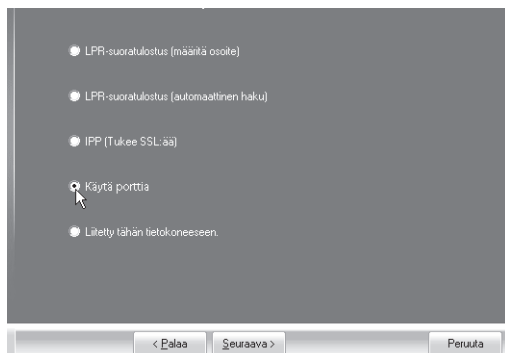 LPR-suoratulostus (määritä osoite)
LPR-suoratulostus (automaattinen haku)
IPP (Tukee SSL:ää)
Käytä porttia
Liitetty tähän tietokoneeseen.
< Palaa Seuraava > Peruuta